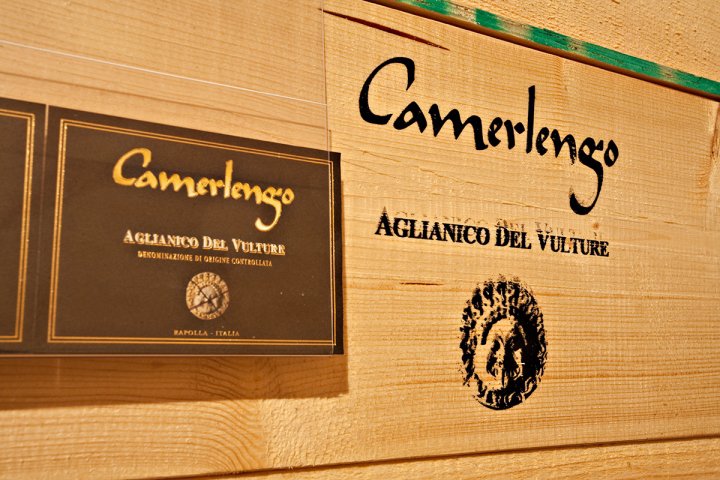 Camerlengo
AGLIANICO DEL VULTURE
DENOMINAZIONE DI ORIGINE CONTROLLATA
RAPOLLA - ITALIA
Camerlengo
AGLIANICO DEL VULTURE